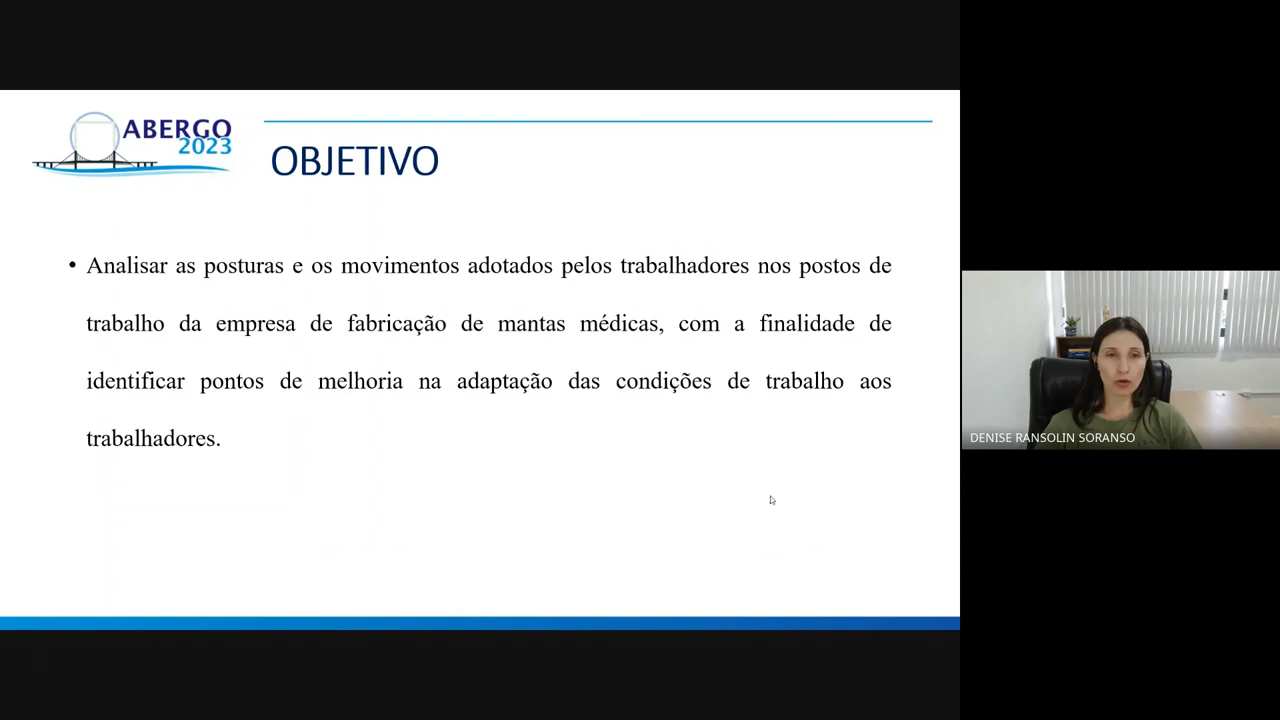 ABERGO
2023
OBJETIVO
• Analisar as posturas e os movimentos adotados pelos trabalhadores nos postos de
trabalho da empresa de fabricação de mantas médicas, com a finalidade de
identificar pontos de melhoria na adaptação das condições de trabalho aos
trabalhadores.
DENISE RANSOLIN SORANSO